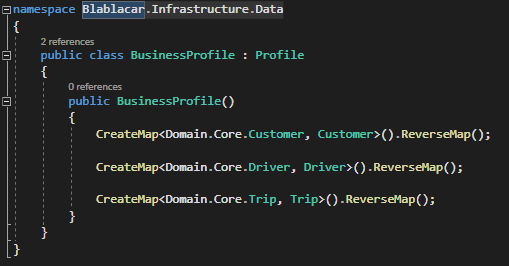 namespace Blablacar.Infrastructure.Data
{
2 references
public class BusinessProfile : Profile
{
0 references
public BusinessProfile()
{
CreateMap<Domain.Core.Customer, Customer>().ReverseMap();
CreateMap<Domain.Core.Driver, Driver>().ReverseMap();
CreateMap<Domain.Core.Trip, Trip>().ReverseMap();
}
}
}